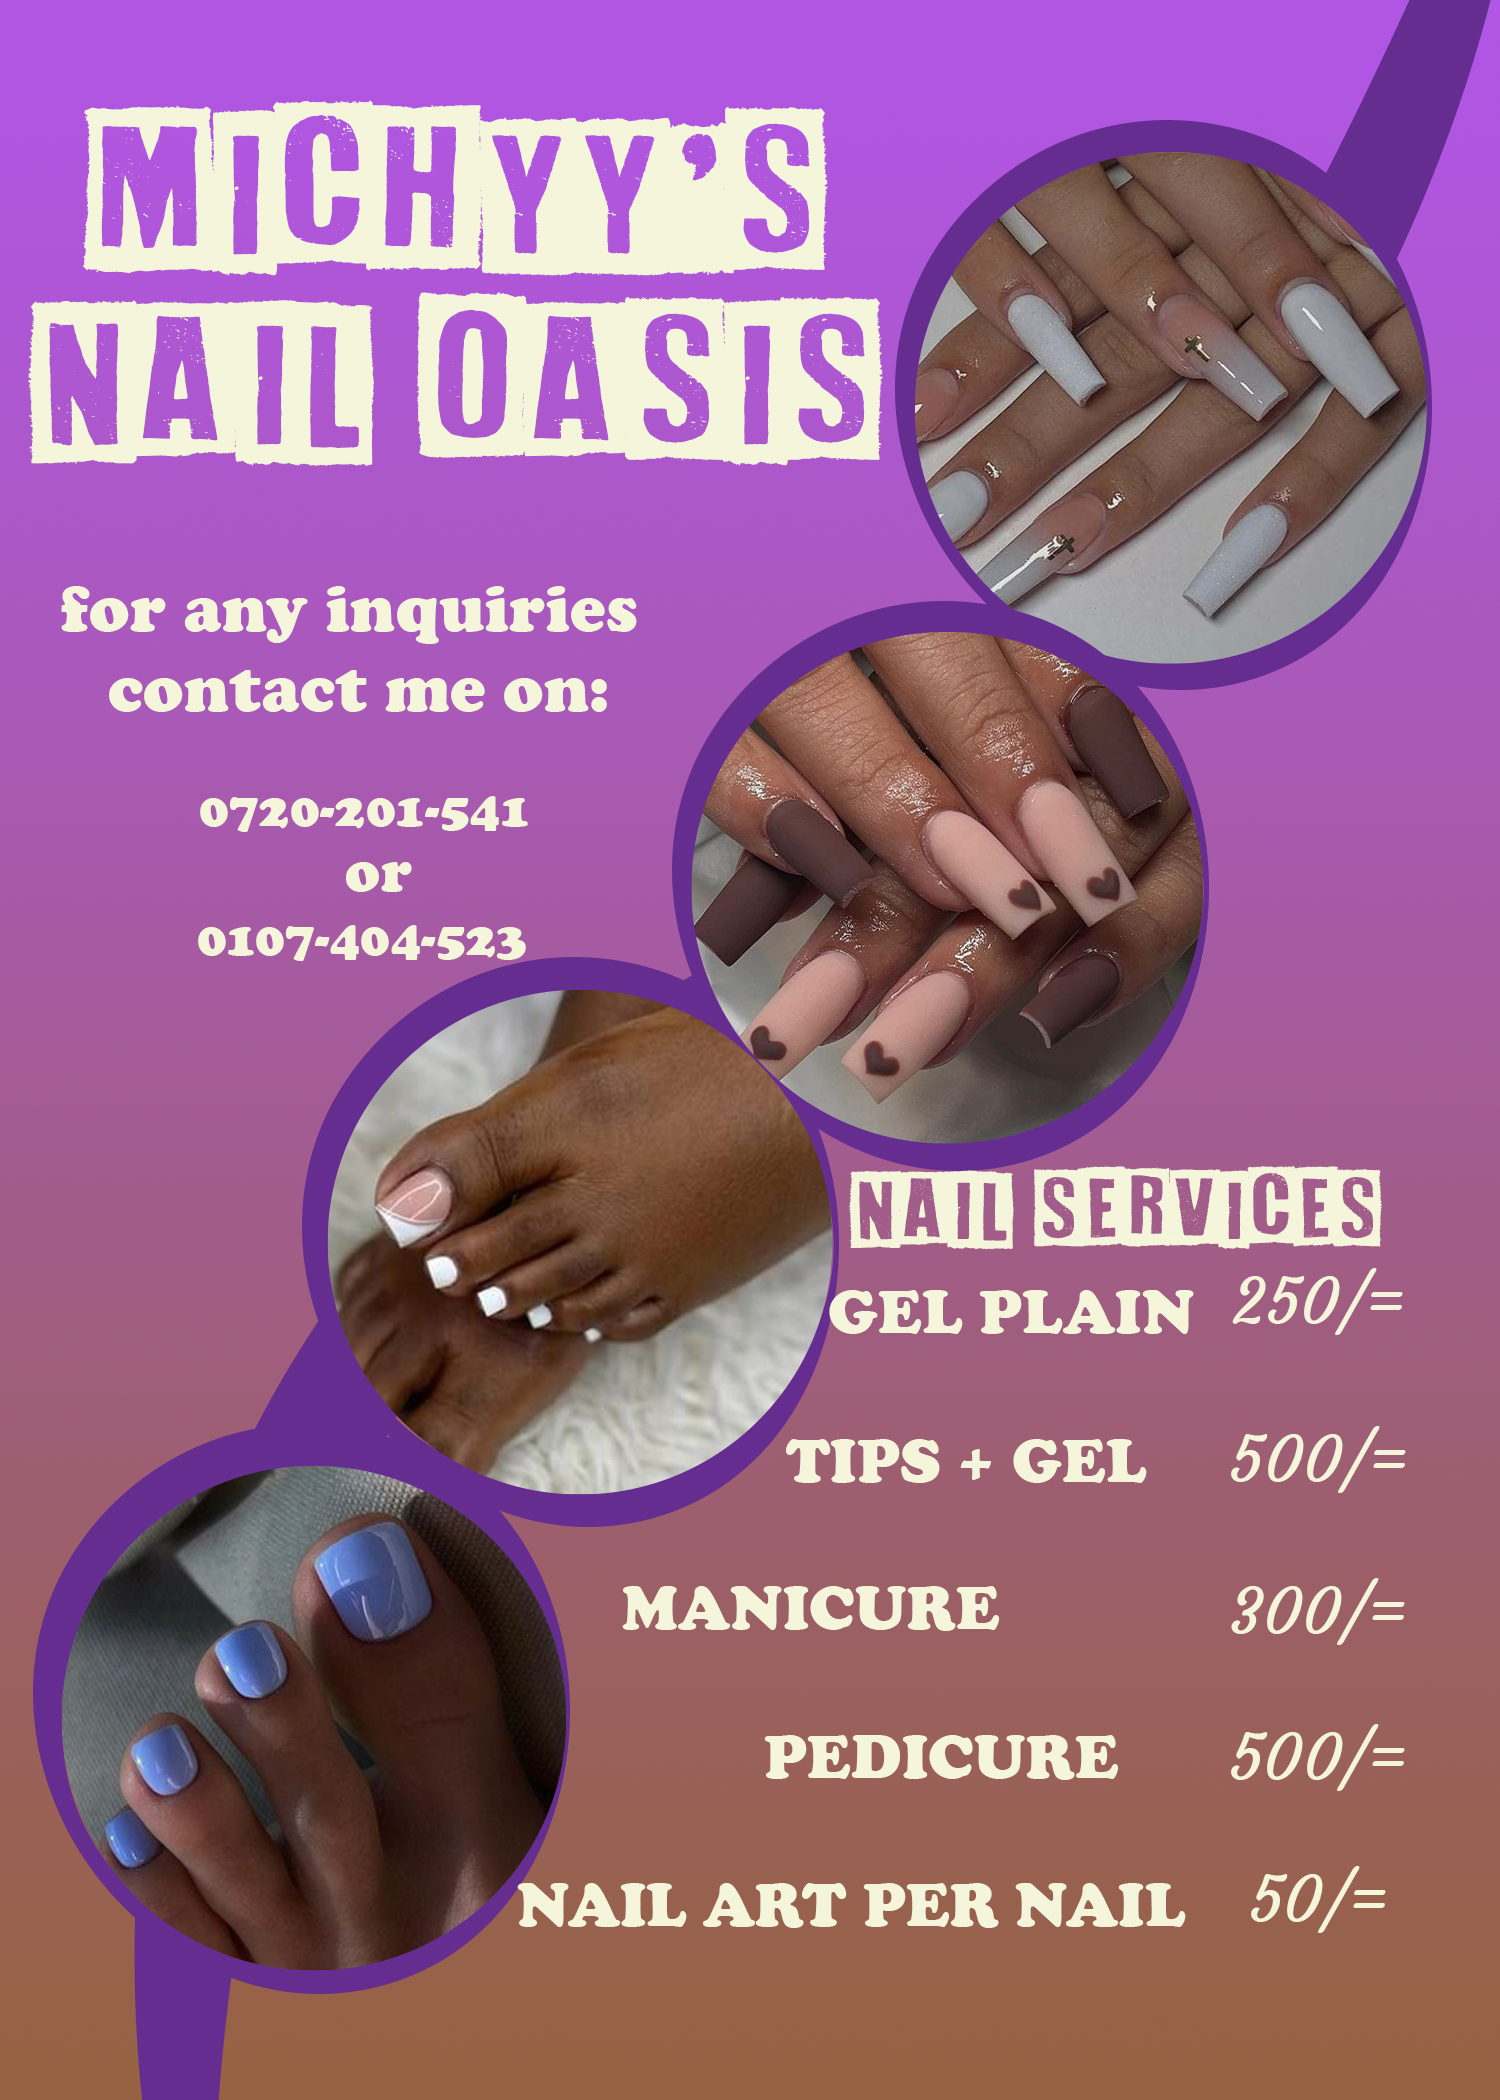 MICHYY'S
NAIL OASIS
for any inquiries
contact me on:
0720-201-541
or
0107-404-523
NAIL SERVICES
GEL PLAIN 250/=
TIPS + GEL 500/=
MANICURE 300/=
PEDICURE 500/=
NAIL ART PER NAIL 50/=